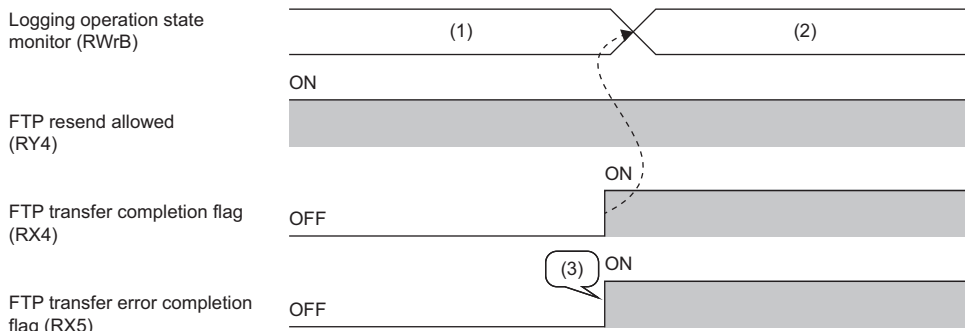 Logging operation state
monitor (RWrB)
(1)
(2)
ON
FTP resend allowed
(RY4)
ON
FTP transfer completion flag
(RX4)
OFF
(3)
ON
FTP transfer error completion
flag (RX5)
OFF